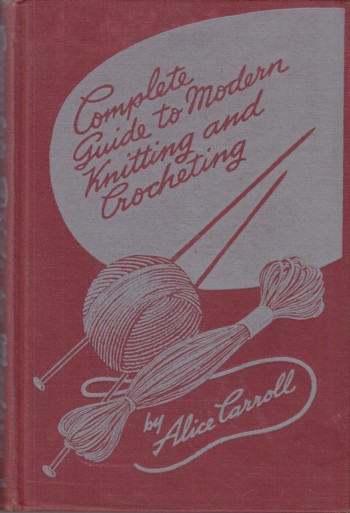 Complete
Guide to Modern
Knitting and
Crocheting
by Alice Carroll